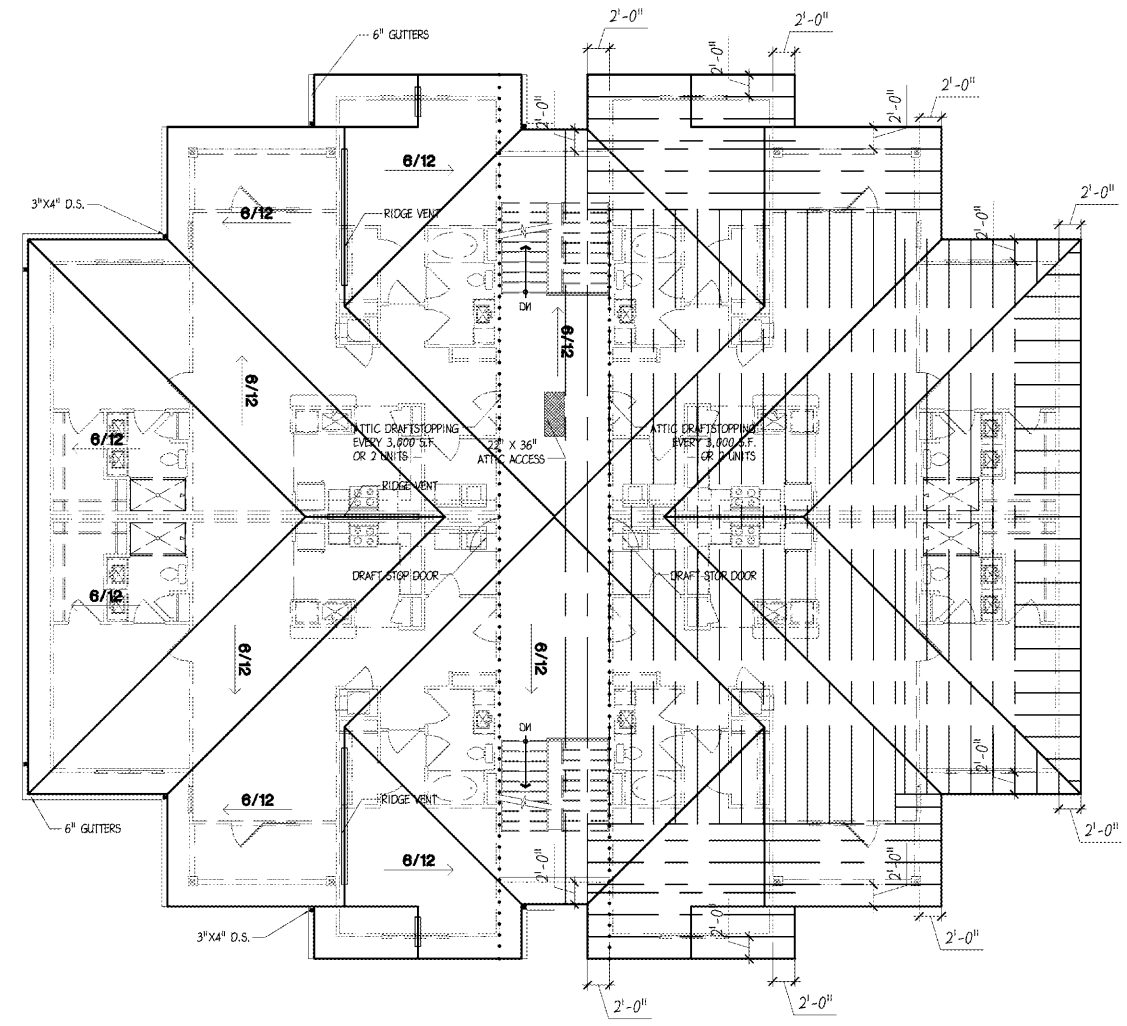 2'-0"
2'-0"
6" GUTTERS
2'-0"
2'-0"
2'-0"
2'-0"
6/12
2'-0"
3"X4" D.S.
6/12
RIDGE VENT
2'-0"
DN
6/12
6/12
6/12
ATTIC DRAFTSTOPPING
EVERY 3,000 S.F.
OR 2 UNITS
22" X 36"
ATTIC ACCESS
ATTIC DRAFTSTOPPING
EVERY 3,000 S.F.
OR 2 UNITS
RIDGE VENT
DRAFT STOP DOOR
DRAFT STOP DOOR
6/12
6/12
6/12
DN
2'-0"
6/12
RIDGE VENT
6" GUTTERS
2'-0"
6/12
2'-0"
2'-0"
3"X4" D.S.
2'-0"
2'-0"
2'-0"
2'-0"